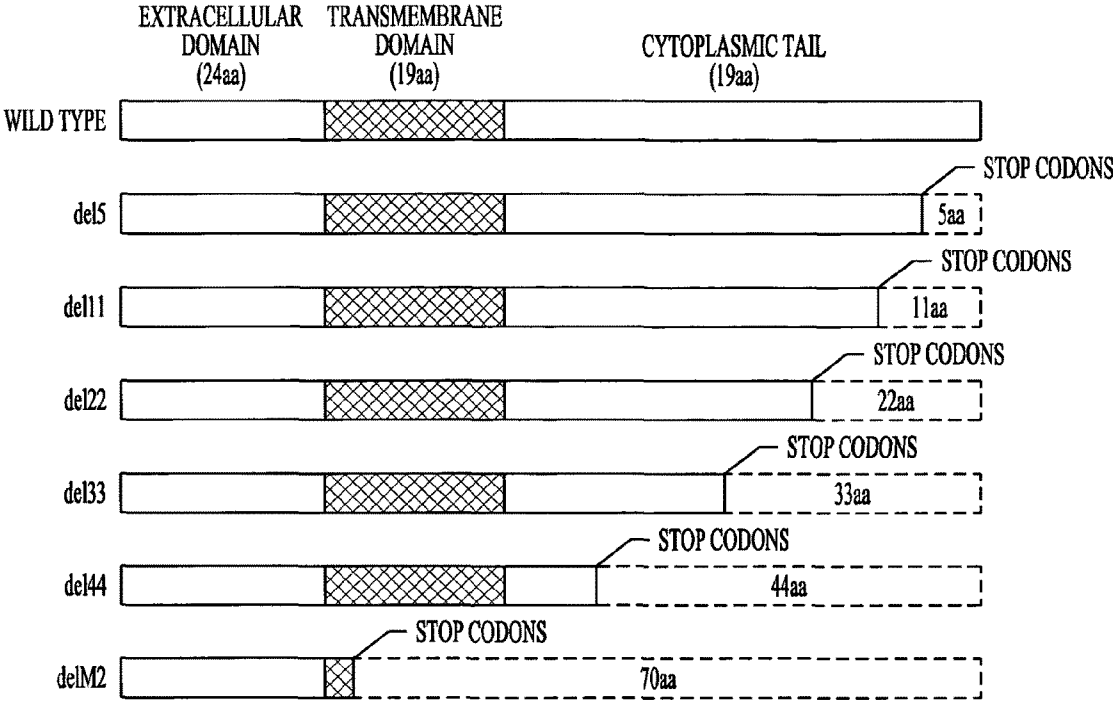 EXTRACELLULAR DOMAIN (24aa)
TRANSMEMBRANE DOMAIN (19aa)
CYTOPLASMIC TAIL (19aa)
WILD TYPE
STOP CODONS
del5
5aa
STOP CODONS
del11
11aa
STOP CODONS
del22
22aa
STOP CODONS
del33
33aa
STOP CODONS
del44
44aa
STOP CODONS
delM2
70aa